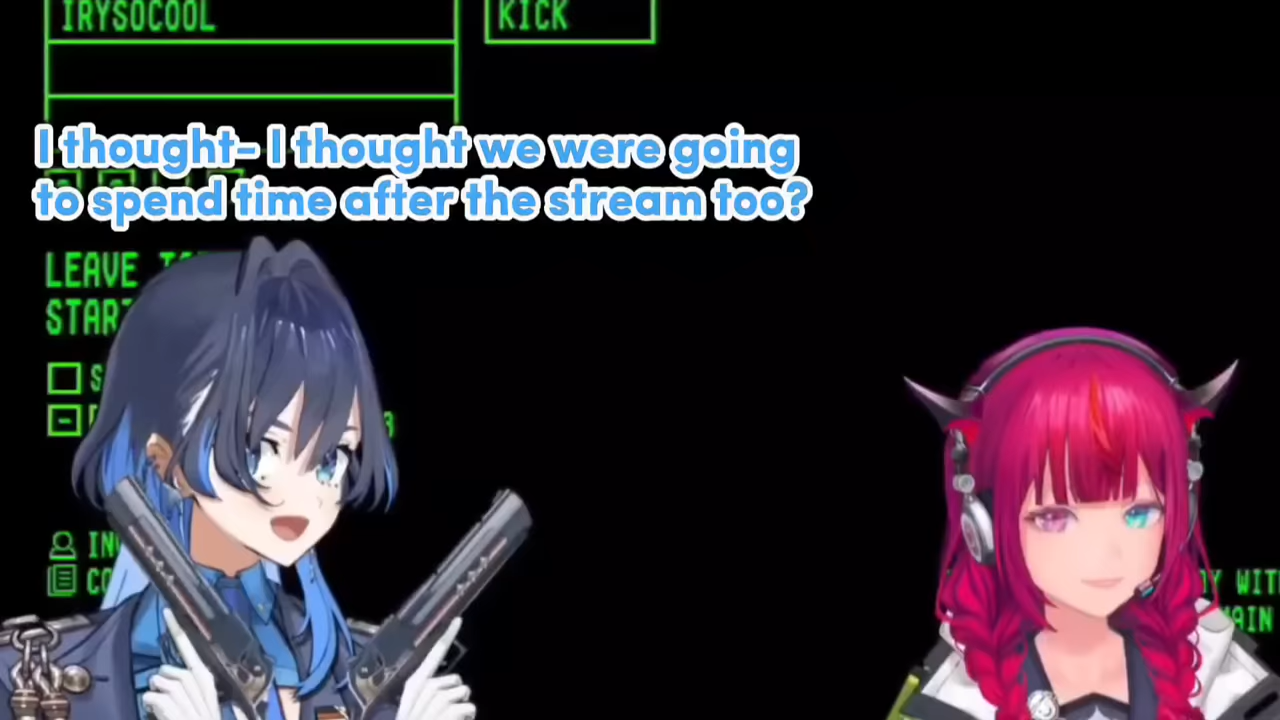 IRYSOCOOL
KICK
I thought- I thought we were going
to spend time after the stream too?
LEAVE
START